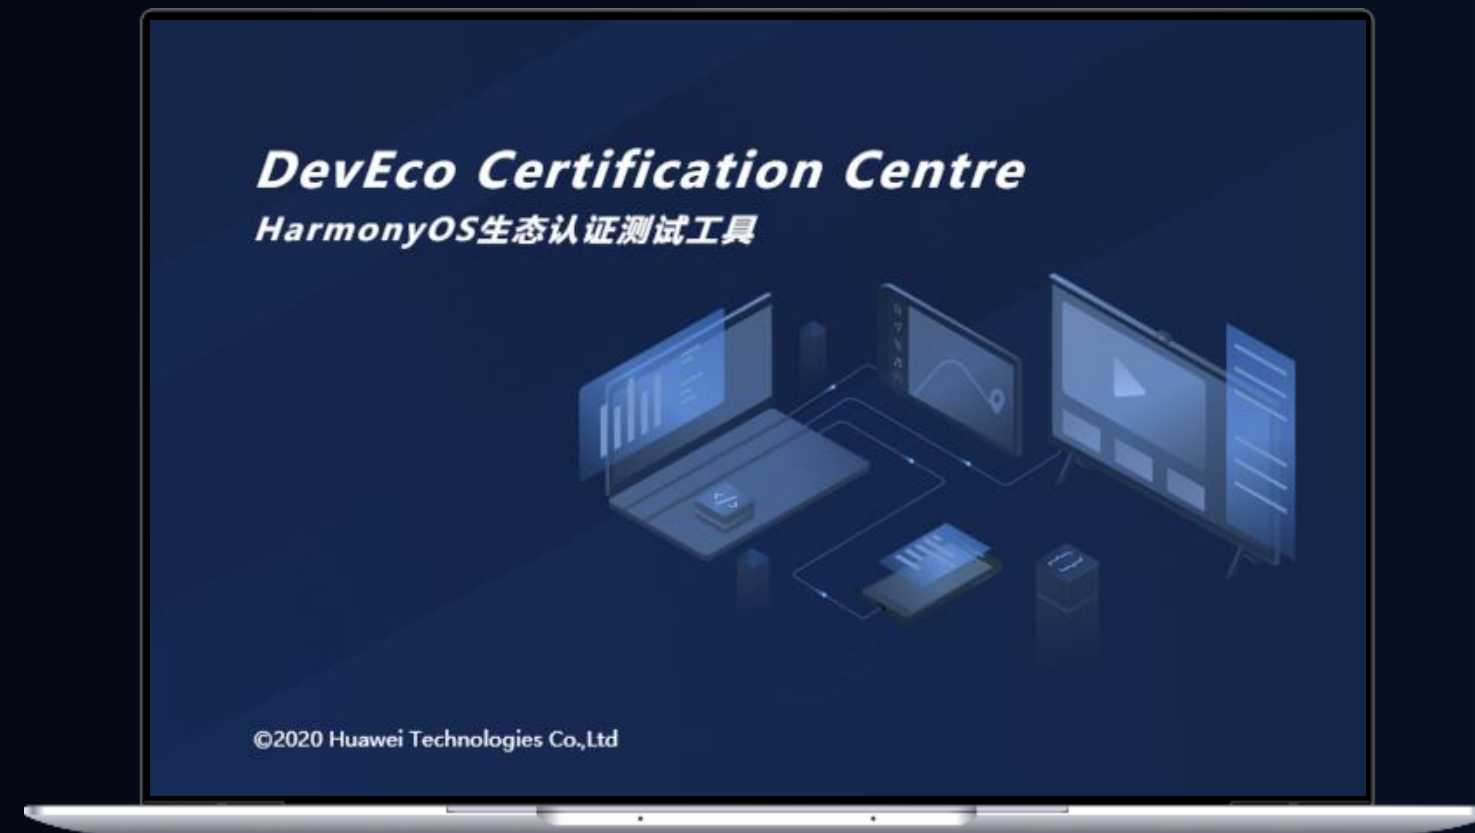 DevEco Certification Centre
HarmonyOS生态认证测试工具
©2020 Huawei Technologies Co.,Ltd